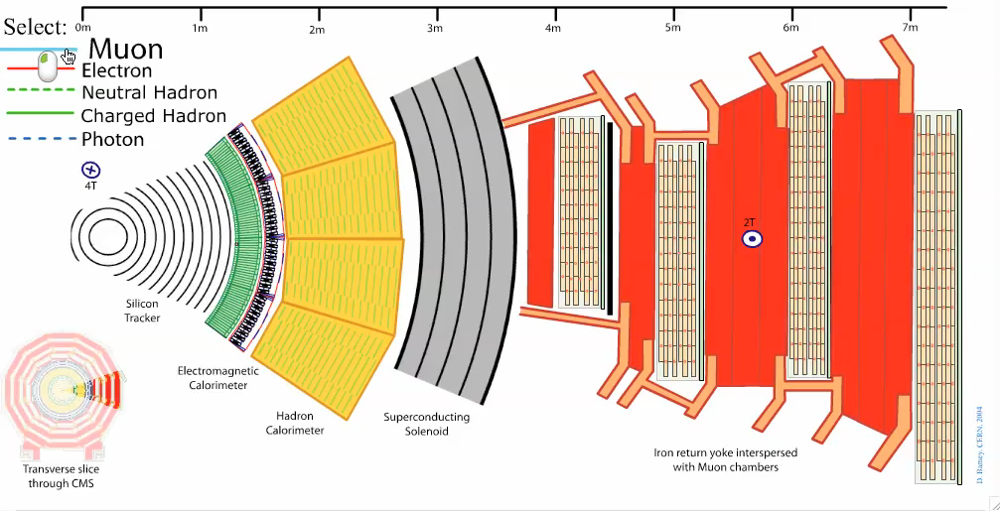 0m 1m 2m 3m 4m 5m 6m 7m
Select:
Muon
Electron
Neutral Hadron
Charged Hadron
Photon
4T
2T
Silicon
Tracker
Electromagnetic
Calorimeter
Hadron
Calorimeter
Superconducting
Solenoid
Iron return yoke interspersed
with Muon chambers
Transverse slice
through CMS
D. Barney, CERN, 2004